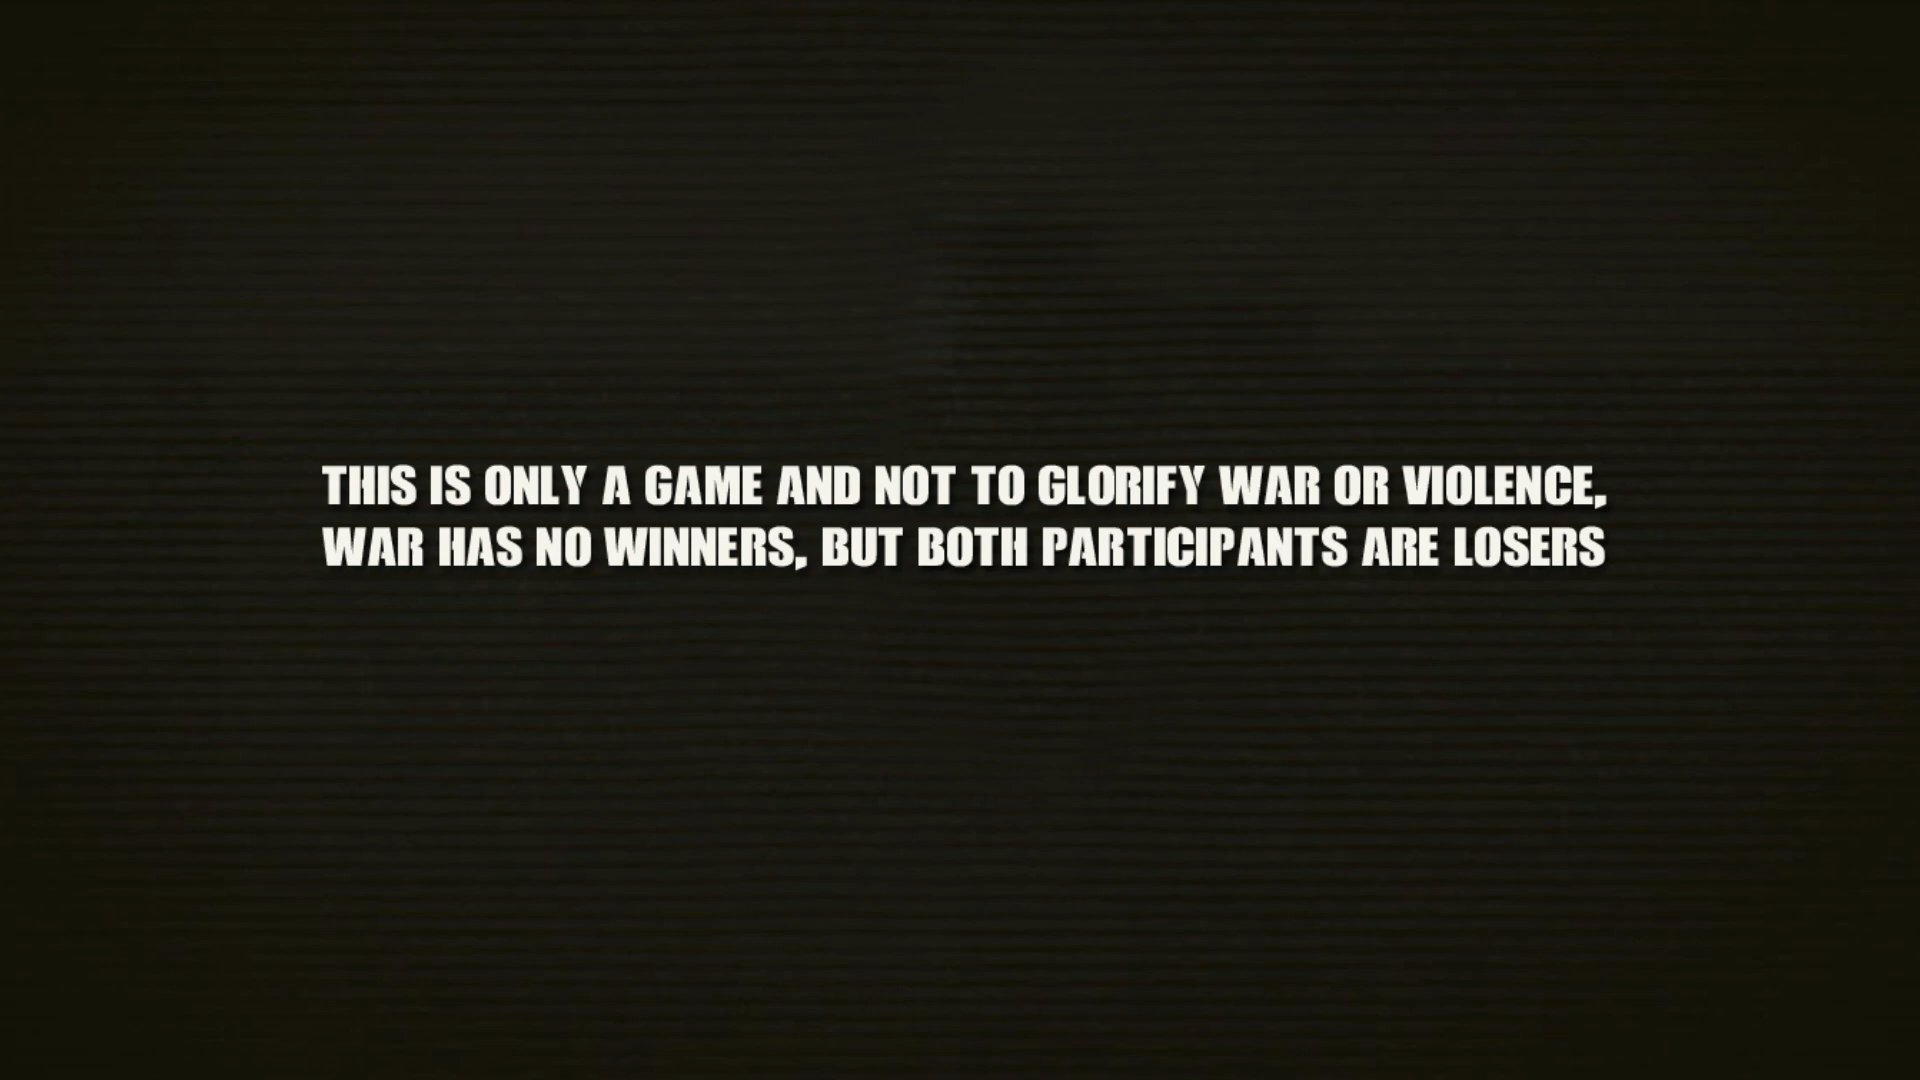 THIS IS ONLY A GAME AND NOT TO GLORIFY WAR OR VIOLENCE,
WAR HAS NO WINNERS, BUT BOTH PARTICIPANTS ARE LOSERS